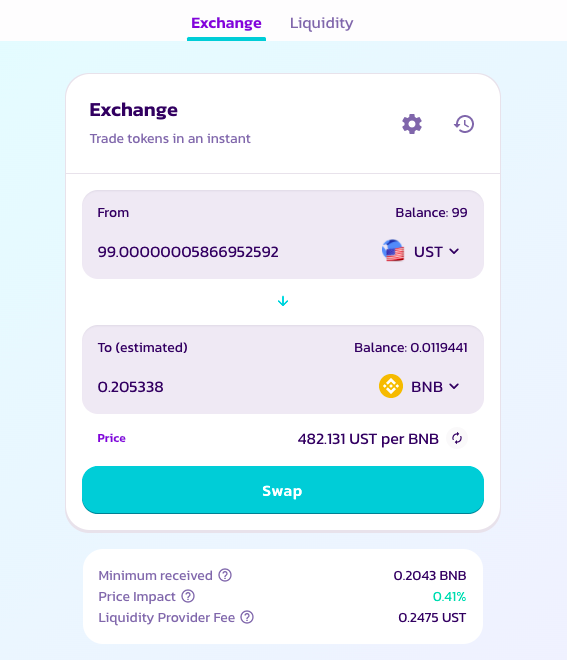 Exchange Liquidity
Exchange
Trade tokens in an instant
From Balance: 99
99.00000005866952592 UST
To (estimated) Balance: 0.0119441
0.205338 BNB
Price 482.131 UST per BNB
Swap
Minimum received 0.2043 BNB
Price Impact 0.41%
Liquidity Provider Fee 0.2475 UST